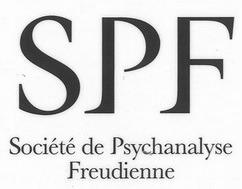 SPF
Société de Psychanalyse
Freudienne